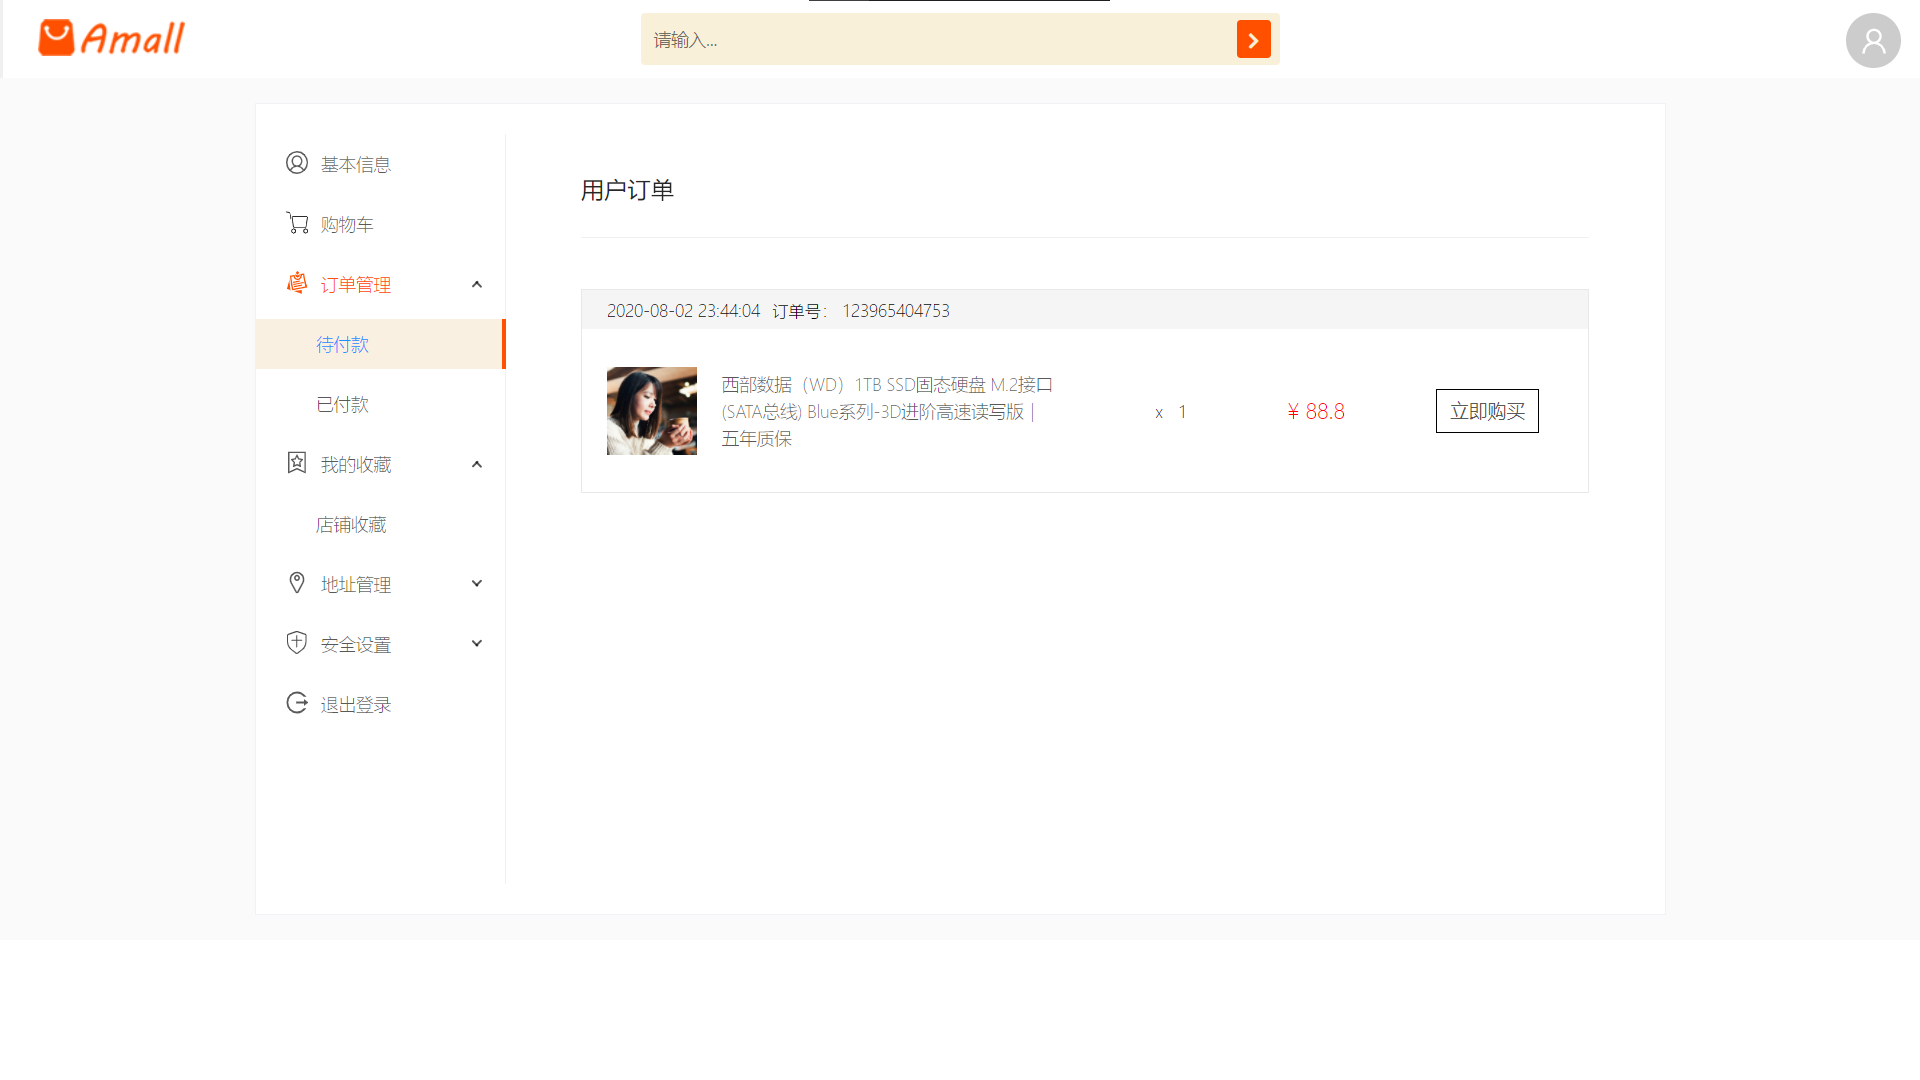 Amall
请输入...
基本信息
购物车
订单管理
待付款
已付款
我的收藏
店铺收藏
地址管理
安全设置
退出登录
用户订单
2020-08-02 23:44:04 订单号： 123965404753
西部数据（WD）1TB SSD固态硬盘 M.2接口
(SATA总线) Blue系列-3D进阶高速读写版｜
五年质保
x 1
¥ 88.8
立即购买